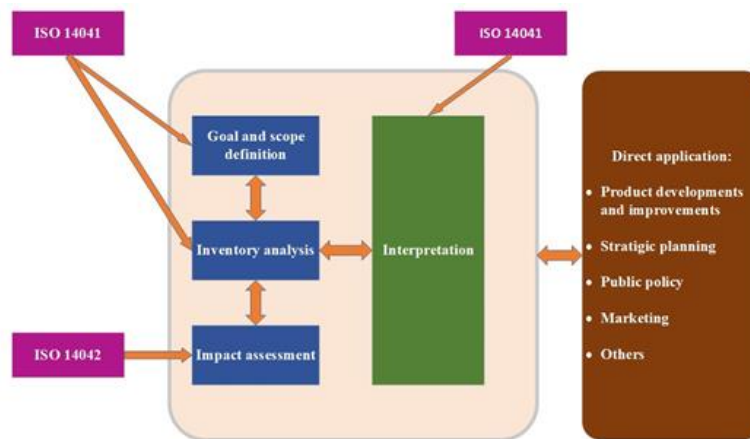 ISO 14041
ISO 14041
Goal and scope
definition
Inventory analysis
Impact assessment
Interpretation
ISO 14042
Direct application:
• Product developments
and improvements
• Stratigic planning
• Public policy
• Marketing
• Others